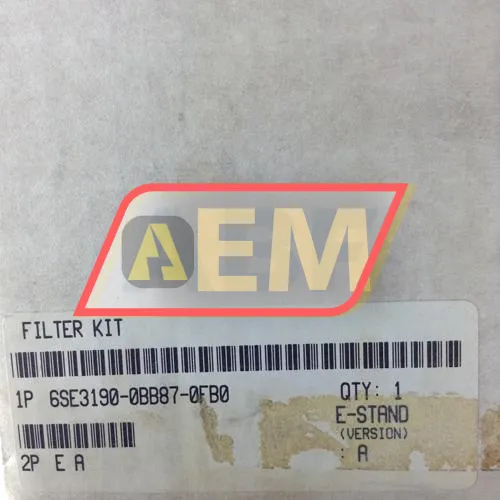 AEM
FILTER KIT
1P 6SE3190-0BB87-0FB0 QTY: 1
E-STAND
(VERSION)
2P E A : A